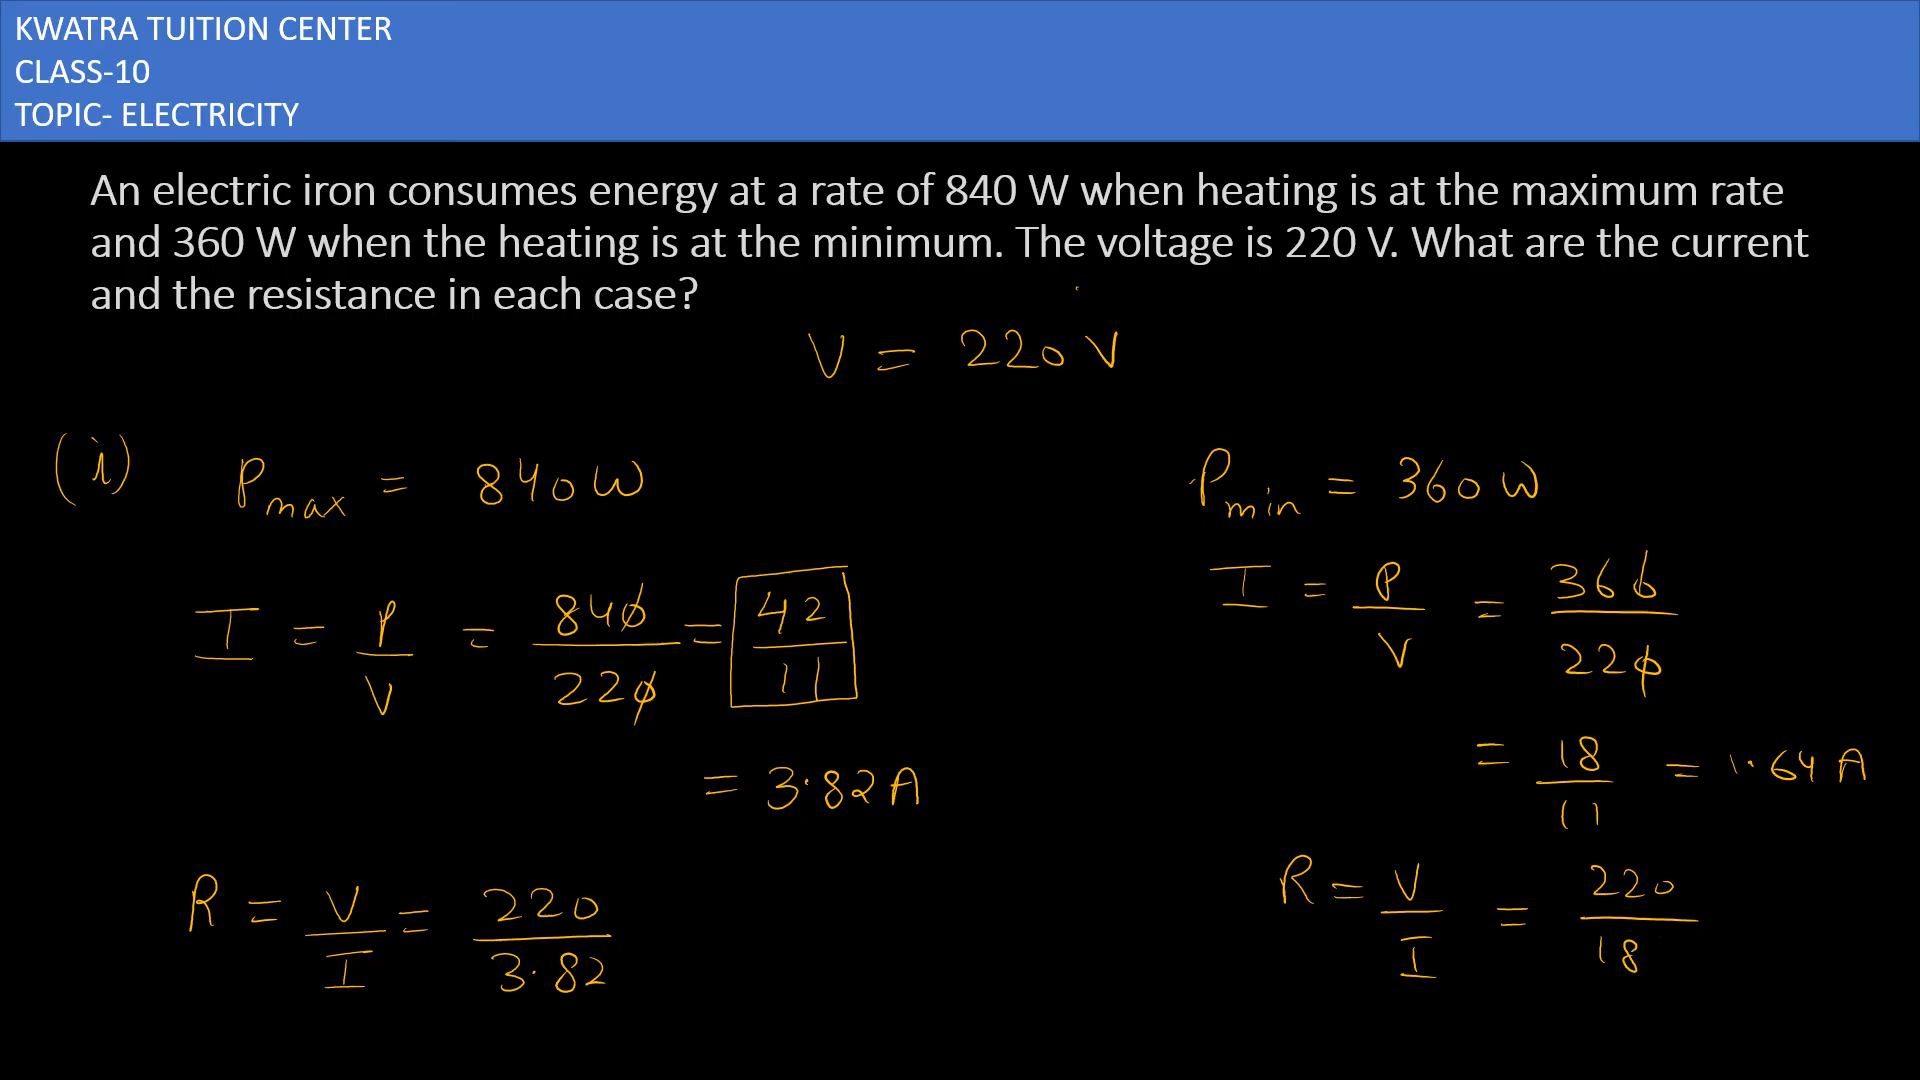 KWATRA TUITION CENTER
CLASS-10
TOPIC- ELECTRICITY
An electric iron consumes energy at a rate of 840 W when heating is at the maximum rate
and 360 W when the heating is at the minimum. The voltage is 220 V. What are the current
and the resistance in each case?
V = 220 V
(i) P max = 840 W
I = P/V = 840/220 = 42/11
= 3.82 A
R = V/I = 220/3.82
P min = 360 W
I = P/V = 360/220
= 18/11 = 1.64 A
R = V/I = 220/18